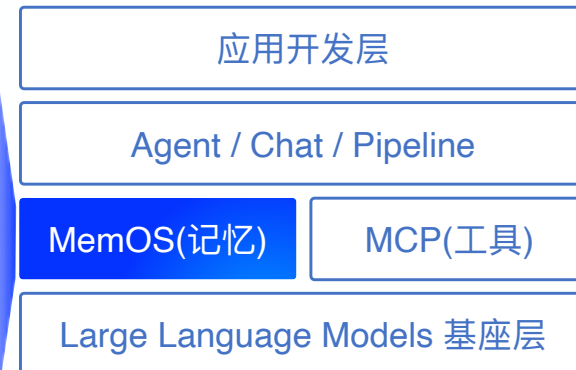 应用开发层
Agent / Chat / Pipeline
MemOS(记忆)
MCP(工具)
Large Language Models 基座层